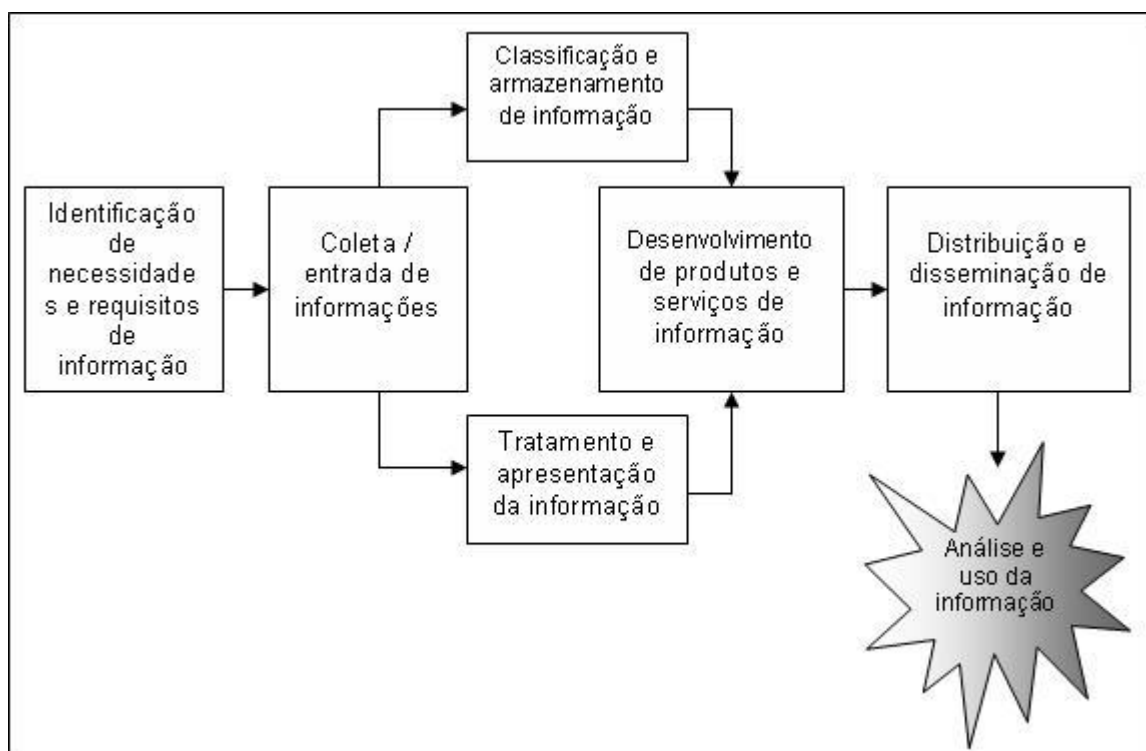 Identificação
de
necessidade
s e requisitos
de
informação
Coleta /
entrada de
informações
Classificação e
armazenamento
de informação
Tratamento e
apresentação
da informação
Desenvolvimento
de produtos e
serviços de
informação
Distribuição e
disseminação de
informação
Análise e
uso da
informação